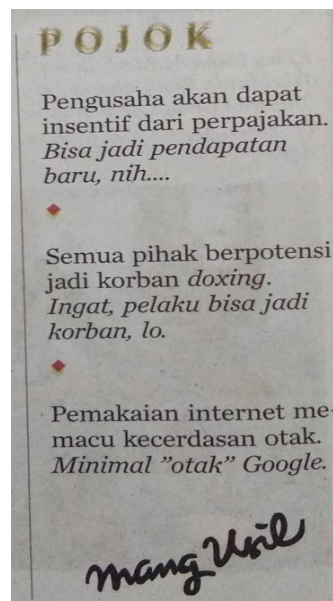 POJOK
Pengusaha akan dapat
insentif dari perpajakan.
Bisa jadi pendapatan
baru, nih....
Semua pihak berpotensi
jadi korban doxing.
Ingat, pelaku bisa jadi
korban, lo.
Pemakaian internet me-
macu kecerdasan otak.
Minimal ”otak” Google.
mang Usil